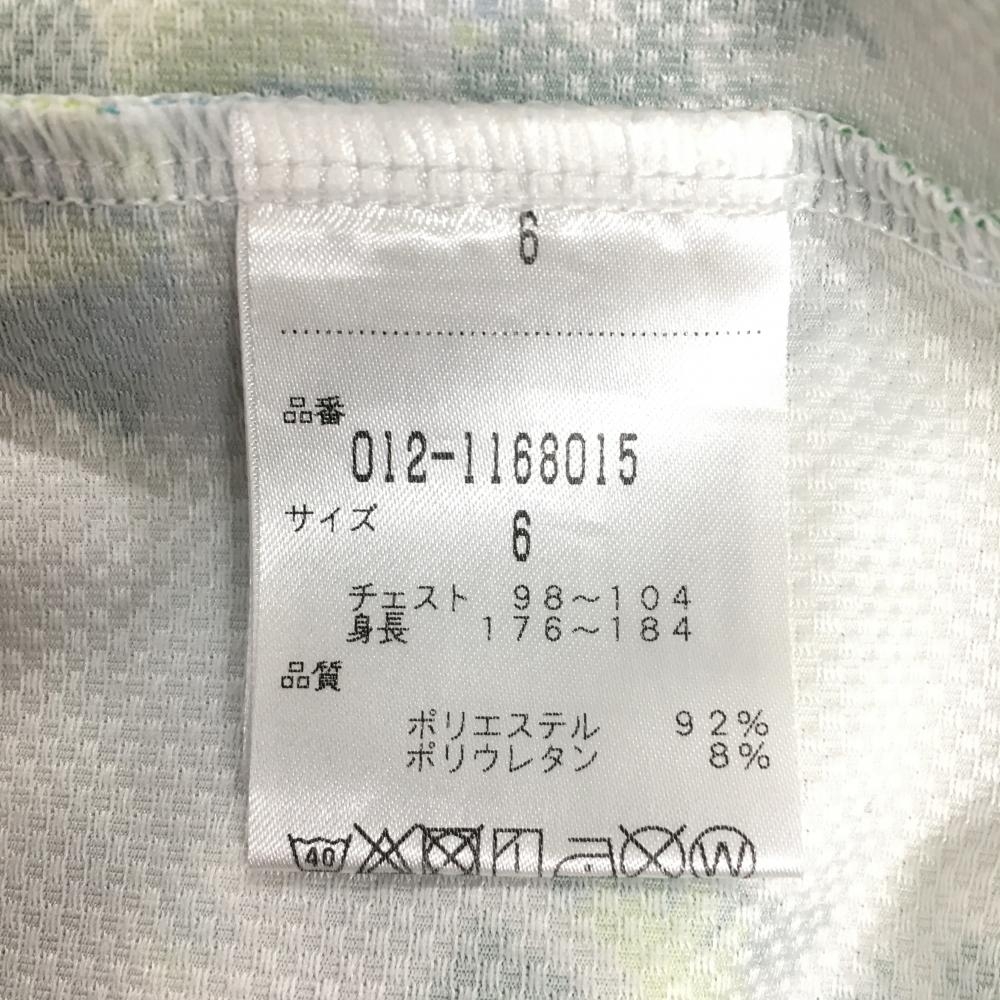 6
品番
012-1168015
サイズ
6
チェスト 98~104
身長 176~184
品質
ポリエステル 92%
ポリウレタン 8%
40 W